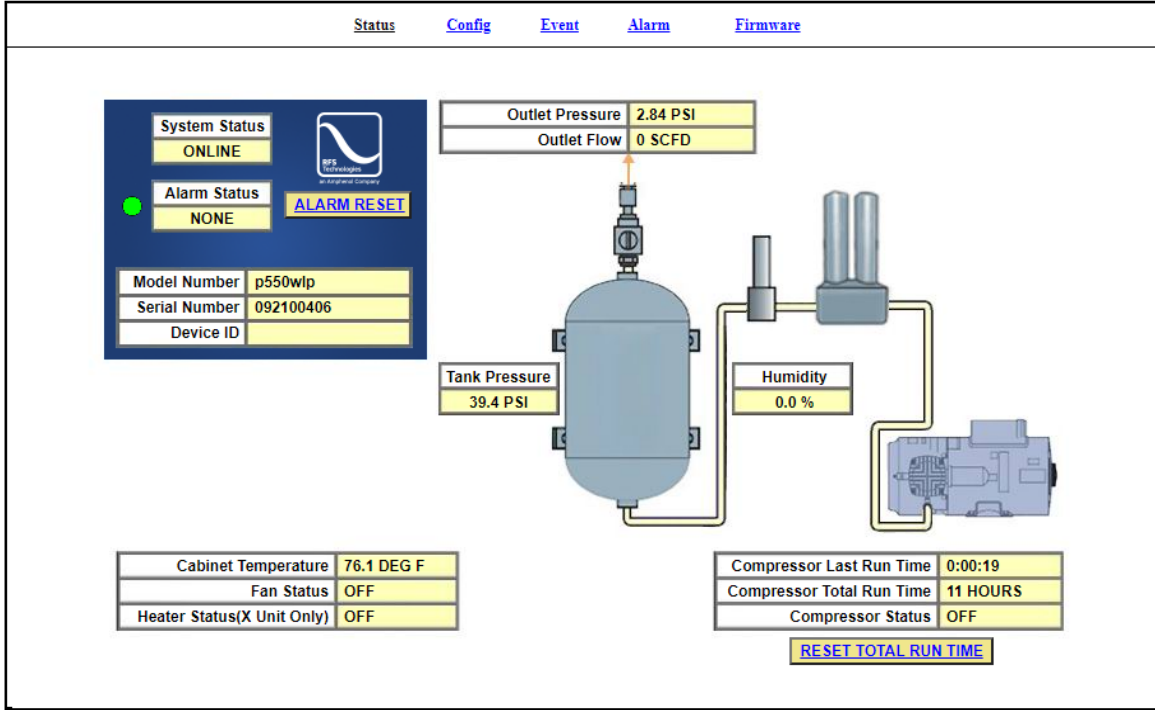 Status Config Event Alarm Firmware
System Status
ONLINE
Alarm Status
NONE
RFS
Technologies
an Amphenol Company
ALARM RESET
Model Number p550wlp
Serial Number 092100406
Device ID
Outlet Pressure 2.84 PSI
Outlet Flow 0 SCFD
Tank Pressure
39.4 PSI
Humidity
0.0 %
Cabinet Temperature 76.1 DEG F
Fan Status OFF
Heater Status(X Unit Only) OFF
Compressor Last Run Time 0:00:19
Compressor Total Run Time 11 HOURS
Compressor Status OFF
RESET TOTAL RUN TIME